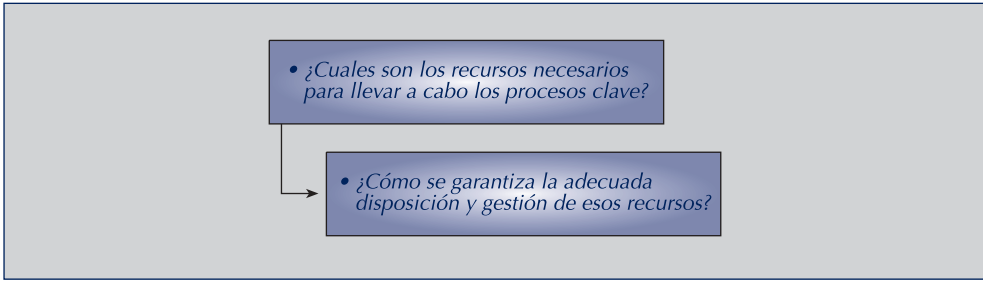 • ¿Cuales son los recursos necesarios
para llevar a cabo los procesos clave?
• ¿Cómo se garantiza la adecuada
disposición y gestión de esos recursos?